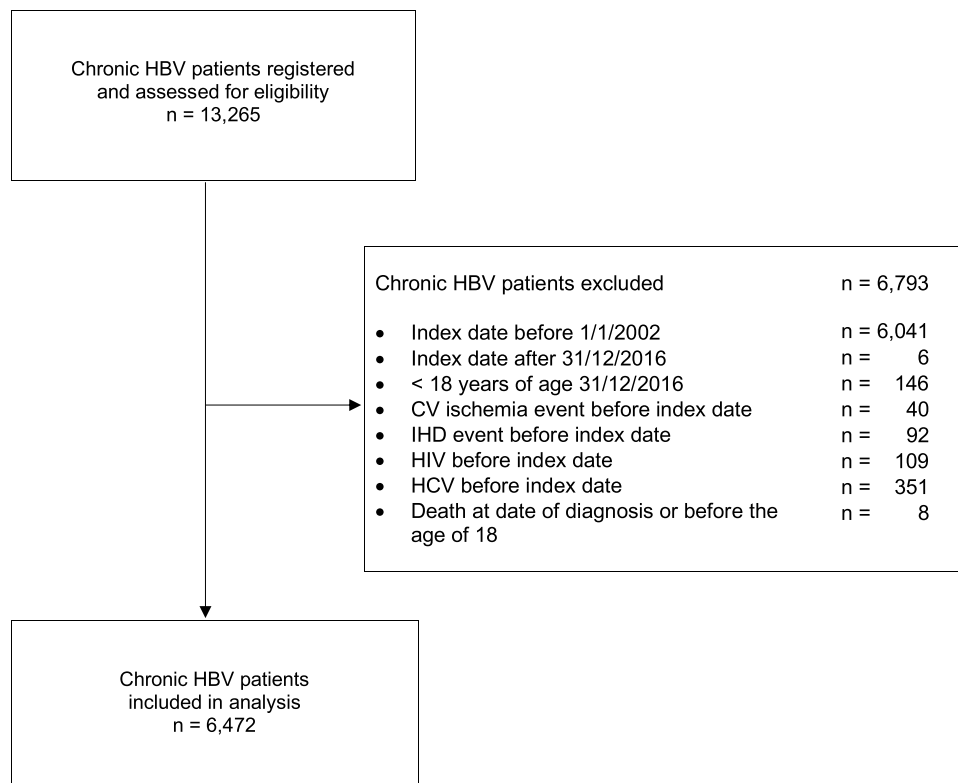 Chronic HBV patients registered
and assessed for eligibility
n = 13,265
Chronic HBV patients excluded n = 6,793
• Index date before 1/1/2002 n = 6,041
• Index date after 31/12/2016 n = 6
• < 18 years of age 31/12/2016 n = 146
• CV ischemia event before index date n = 40
• IHD event before index date n = 92
• HIV before index date n = 109
• HCV before index date n = 351
• Death at date of diagnosis or before the n = 8
age of 18
Chronic HBV patients
included in analysis
n = 6,472